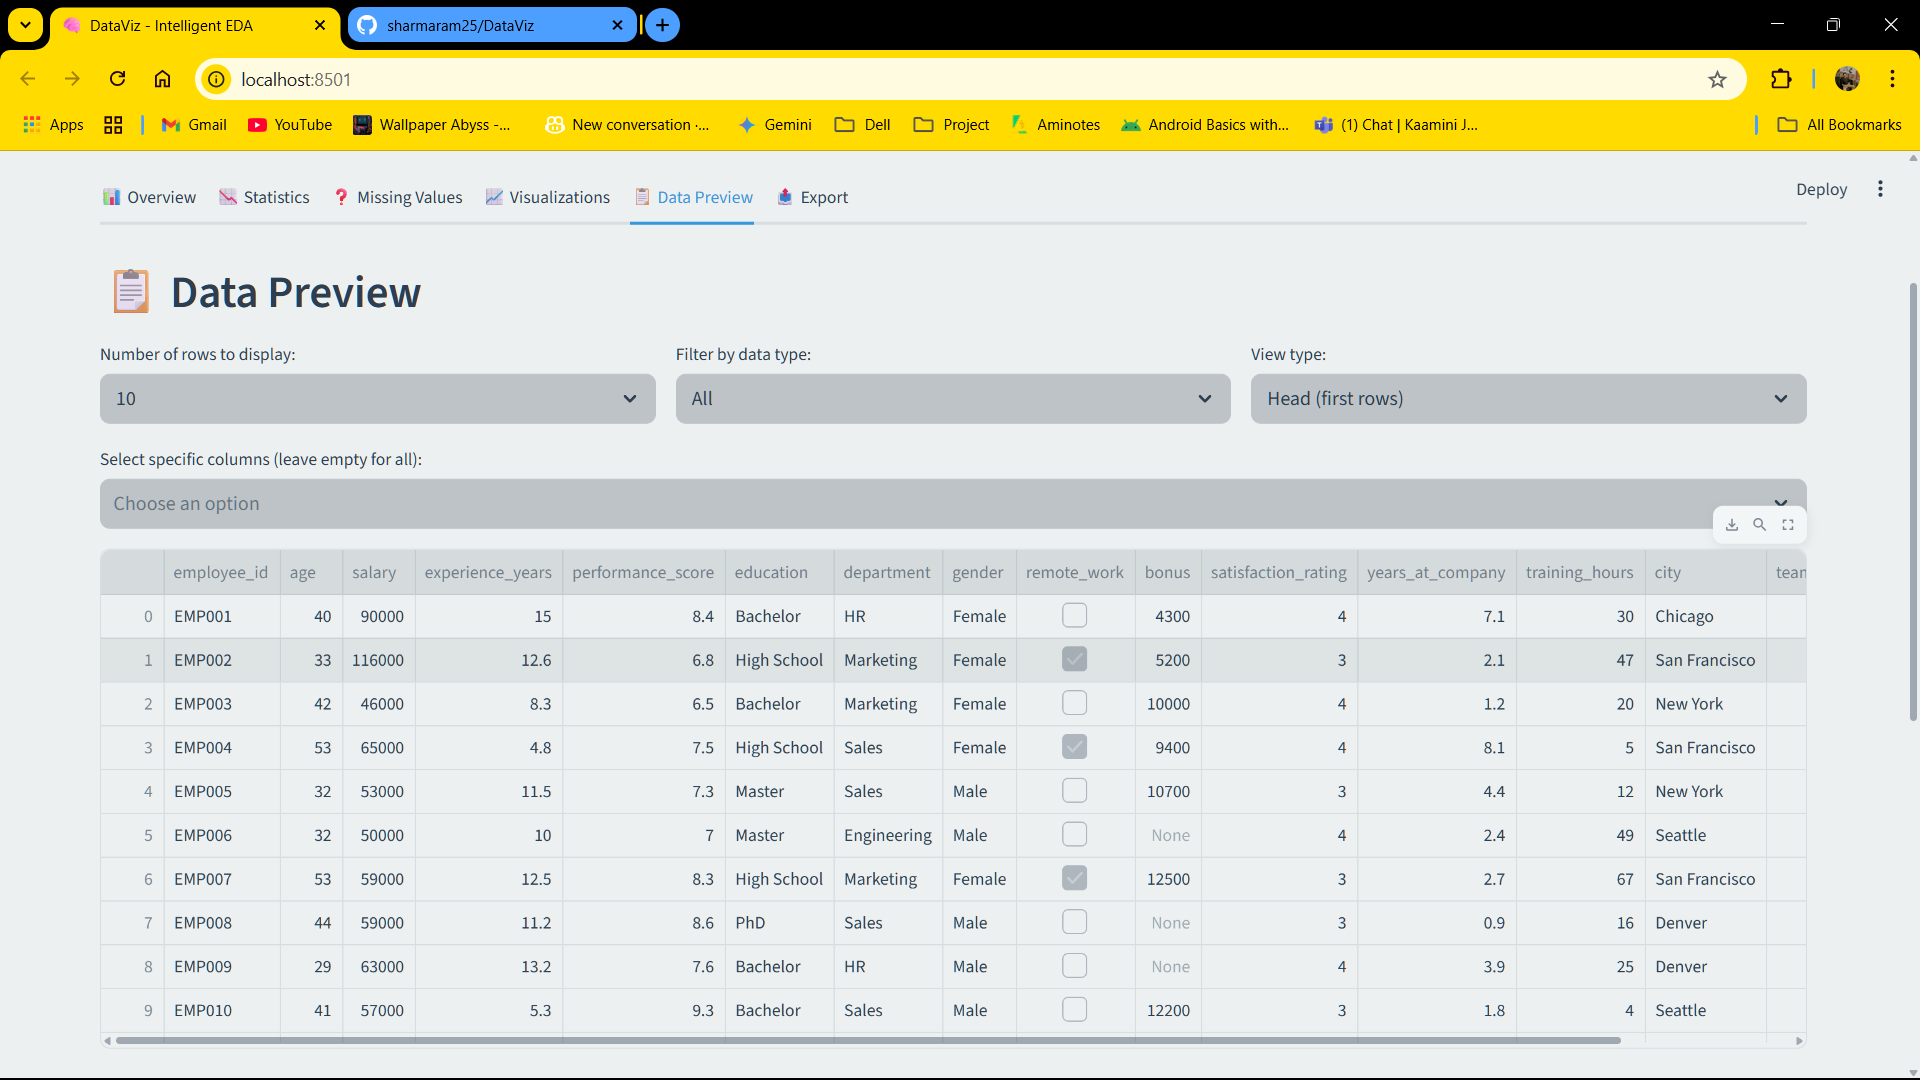 DataViz - Intelligent EDA
sharmaram25/DataViz
localhost:8501
Apps
Gmail
YouTube
Wallpaper Abyss -...
New conversation ·...
Gemini
Dell
Project
Aminotes
Android Basics with...
(1) Chat | Kaamini J...
All Bookmarks
Overview
Statistics
Missing Values
Visualizations
Data Preview
Export
Deploy
Data Preview
Number of rows to display:
Filter by data type:
View type:
10
All
Head (first rows)
Select specific columns (leave empty for all):
Choose an option
employee_id age salary experience_years performance_score education department gender remote_work bonus satisfaction_rating years_at_company training_hours city tean
0 EMP001 40 90000 15 8.4 Bachelor HR Female 4300 4 7.1 30 Chicago
1 EMP002 33 116000 12.6 6.8 High School Marketing Female 5200 3 2.1 47 San Francisco
2 EMP003 42 46000 8.3 6.5 Bachelor Marketing Female 10000 4 1.2 20 New York
3 EMP004 53 65000 4.8 7.5 High School Sales Female 9400 4 8.1 5 San Francisco
4 EMP005 32 53000 11.5 7.3 Master Sales Male 10700 3 4.4 12 New York
5 EMP006 32 50000 10 7 Master Engineering Male None 4 2.4 49 Seattle
6 EMP007 53 59000 12.5 8.3 High School Marketing Female 12500 3 2.7 67 San Francisco
7 EMP008 44 59000 11.2 8.6 PhD Sales Male None 3 0.9 16 Denver
8 EMP009 29 63000 13.2 7.6 Bachelor HR Male None 4 3.9 25 Denver
9 EMP010 41 57000 5.3 9.3 Bachelor Sales Male 12200 3 1.8 4 Seattle